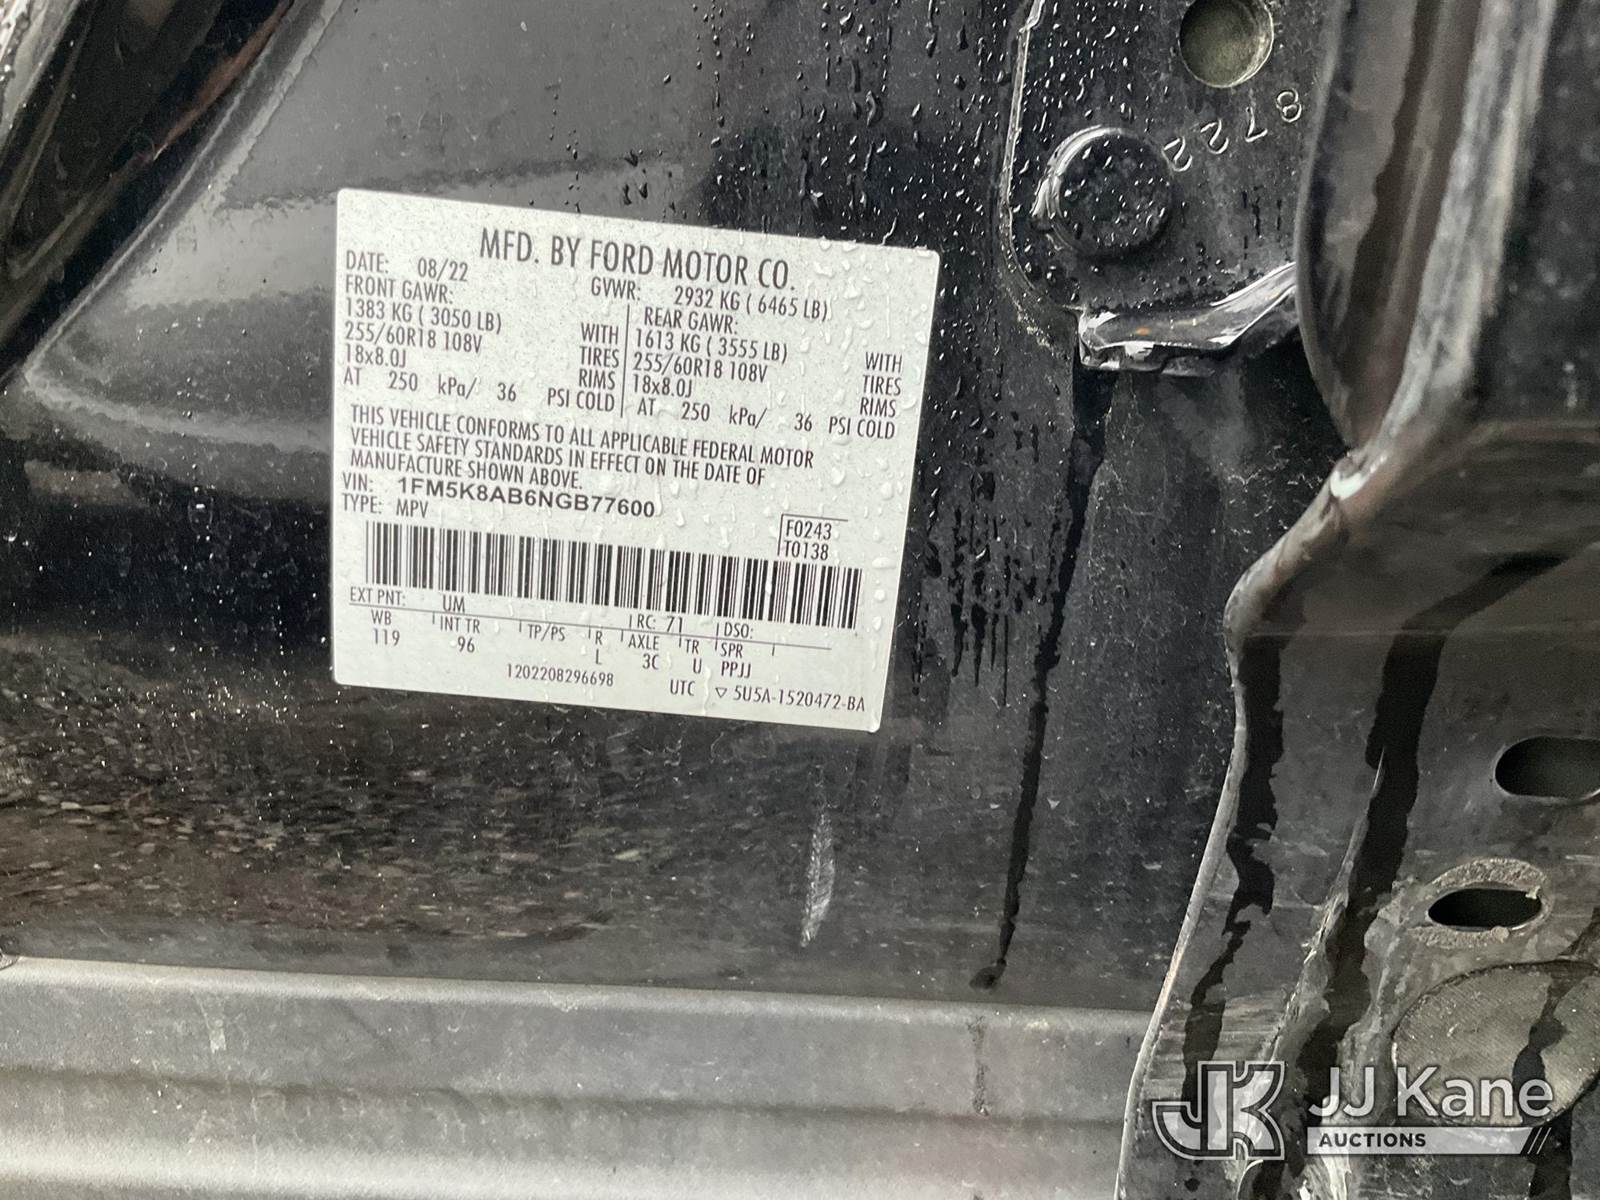 8722
MFD. BY FORD MOTOR CO.
DATE: 08/22 GVWR: 2932 KG ( 6465 LB)
FRONT GAWR: REAR GAWR:
1383 KG ( 3050 LB) WITH 1613 KG ( 3555 LB) WITH
255/60R18 108V TIRES 255/60R18 108V TIRES
18x8.0J RIMS 18x8.0J RIMS
AT 250 kPa/ 36 PSI COLD AT 250 kPa/ 36 PSI COLD
THIS VEHICLE CONFORMS TO ALL APPLICABLE FEDERAL MOTOR
VEHICLE SAFETY STANDARDS IN EFFECT ON THE DATE OF
MANUFACTURE SHOWN ABOVE.
VIN: 1FM5K8AB6NGB77600
TYPE: MPV
F0243
T0138
EXT PNT: UM RC: 71 DSO:
WB INT TR TP/PS R AXLE TR SPR
119 96 L 3C U PPJJ
1202208296698 UTC ▽ 5U5A-1520472-BA
JK JJ Kane
AUCTIONS